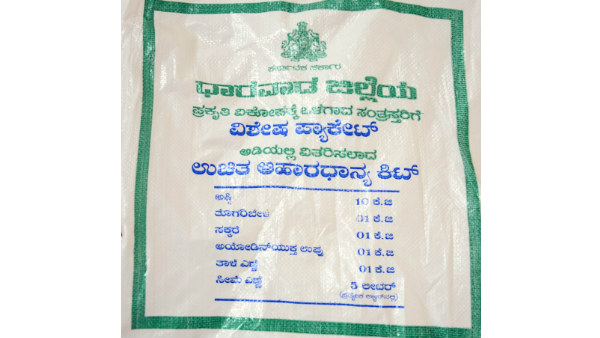 ಕರ್ನಾಟಕ ಸರ್ಕಾರ
ಧಾರವಾಡ ಜಿಲ್ಲೆಯ
ಪ್ರಕೃತಿ ವಿಕೋಪಕ್ಕೆ ಒಳಗಾದ ಸಂತ್ರಸ್ತರಿಗೆ
ವಿಶೇಷ ಪ್ಯಾಕೇಟ್
ಅಡಿಯಲ್ಲಿ ವಿತರಿಸಲಾದ
ಉಚಿತ ಆಹಾರಧಾನ್ಯ ಕಿಟ್
ಅಕ್ಕಿ 10 ಕೆ.ಜಿ
ತೊಗರಿಬೇಳೆ 01 ಕೆ.ಜಿ
ಸಕ್ಕರೆ 01 ಕೆ.ಜಿ
ಅಯೋಡಿನ್‌ಯುಕ್ತ ಉಪ್ಪು 01 ಕೆ.ಜಿ
ತಾಳೆ ಎಣ್ಣೆ 01 ಕೆ.ಜಿ
ಸೀಮೆ ಎಣ್ಣೆ 5 ಲೀಟರ್